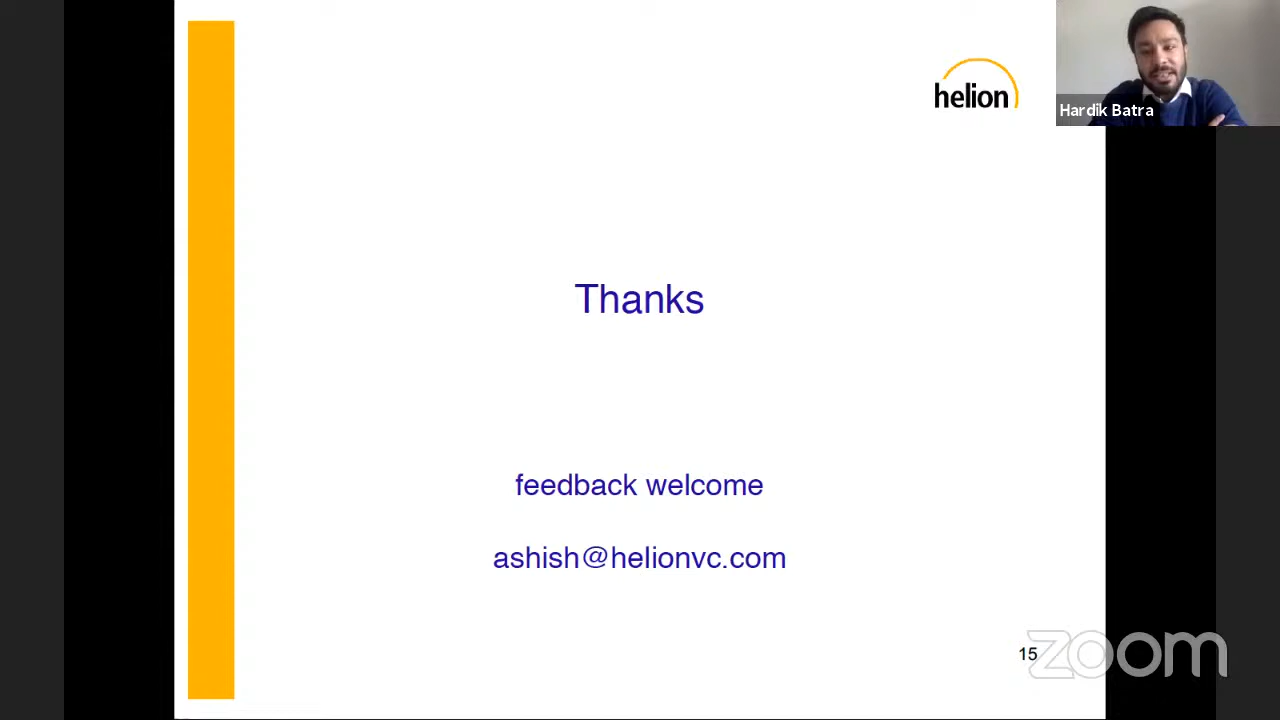 helion
Hardik Batra
Thanks
feedback welcome
ashish@helionvc.com
15
zoom